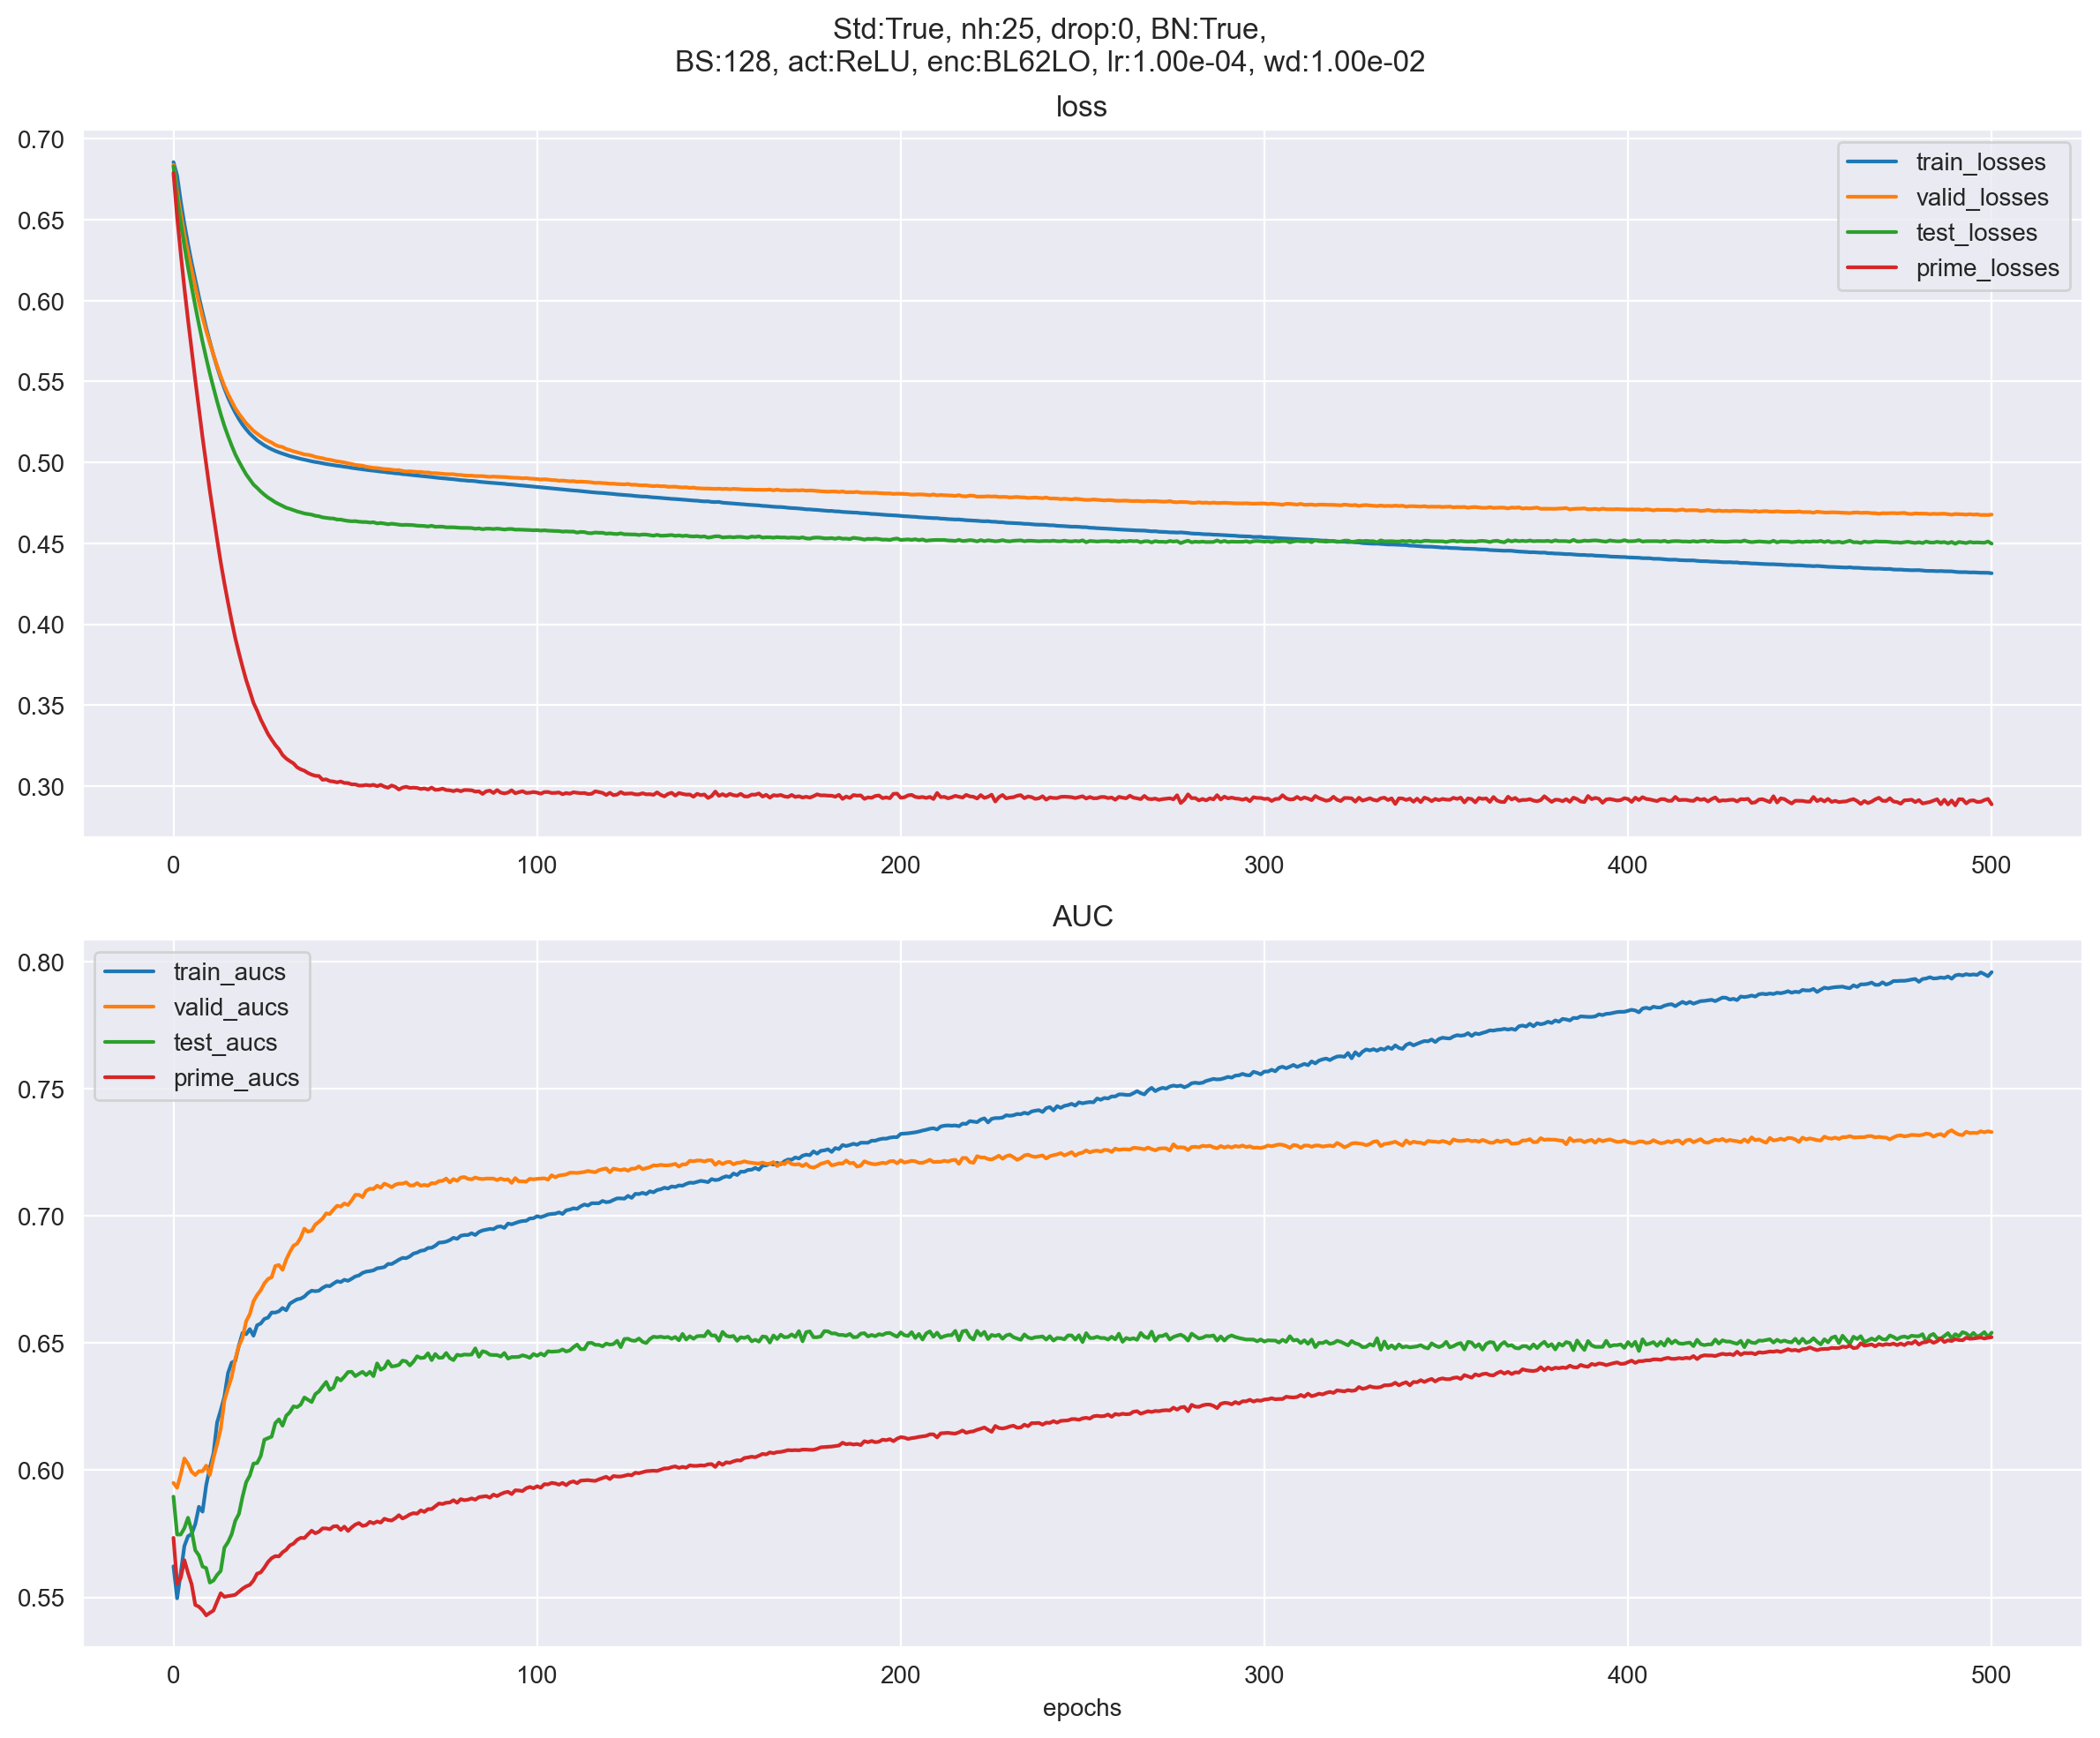 Std:True, nh:25, drop:0, BN:True,
BS:128, act:ReLU, enc:BL62LO, lr:1.00e-04, wd:1.00e-02
loss
0.70
0.65
0.60
0.55
0.50
0.45
0.40
0.35
0.30
train_losses
valid_losses
test_losses
prime_losses
0 100 200 300 400 500
AUC
0.80
0.75
0.70
0.65
0.60
0.55
train_aucs
valid_aucs
test_aucs
prime_aucs
0 100 200 300 400 500
epochs